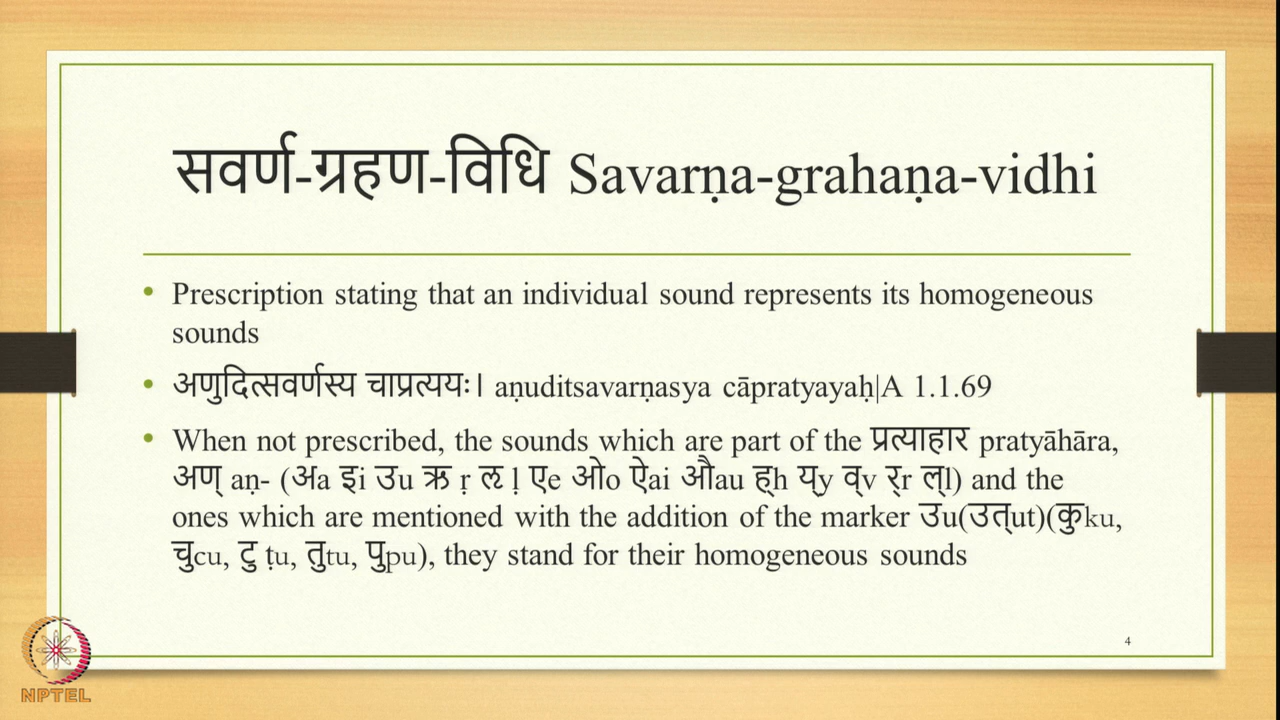 सवर्ण-ग्रहण-विधि Savarṇa-grahaṇa-vidhi
• Prescription stating that an individual sound represents its homogeneous
sounds
• अणुदित्सवर्णस्य चाप्रत्ययः। aṇuditsavarṇasya cāpratyayaḥ|A 1.1.69
• When not prescribed, the sounds which are part of the प्रत्याहार pratyāhāra,
अण् aṇ- (अa इi उu ऋ ṛ ऌ ḷ एe ओo ऐai औau ह्h य्y व्v र्r ल्l) and the
ones which are mentioned with the addition of the marker उu(उत्ut)(कुku,
चुcu, टु ṭu, तुtu, पुpu), they stand for their homogeneous sounds
4
NPTEL